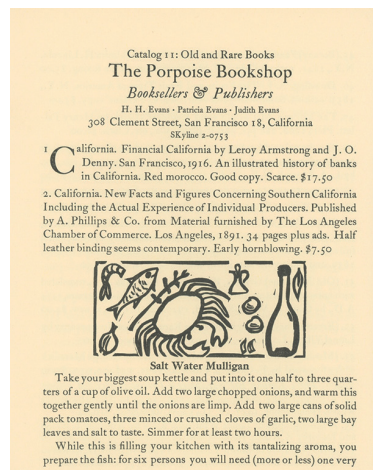 Catalog 11: Old and Rare Books
The Porpoise Bookshop
Booksellers & Publishers
H. H. Evans · Patricia Evans · Judith Evans
308 Clement Street, San Francisco 18, California
SKyline 2-0753
1 California. Financial California by Leroy Armstrong and J. O.
Denny. San Francisco, 1916. An illustrated history of banks
in California. Red morocco. Good copy. Scarce. $17.50
2. California. New Facts and Figures Concerning Southern California
Including the Actual Experience of Individual Producers. Published
by A. Phillips & Co. from Material furnished by The Los Angeles
Chamber of Commerce. Los Angeles, 1891. 34 pages plus ads. Half
leather binding seems contemporary. Early hornblowing. $7.50
Salt Water Mulligan
Take your biggest soup kettle and put into it one half to three quar-
ters of a cup of olive oil. Add two large chopped onions, and warm this
together gently until the onions are limp. Add two large cans of solid
pack tomatoes, three minced or crushed cloves of garlic, two large bay
leaves and salt to taste. Simmer for at least two hours.
While this is filling your kitchen with its tantalizing aroma, you
prepare the fish: for six persons you will need (more or less) one very